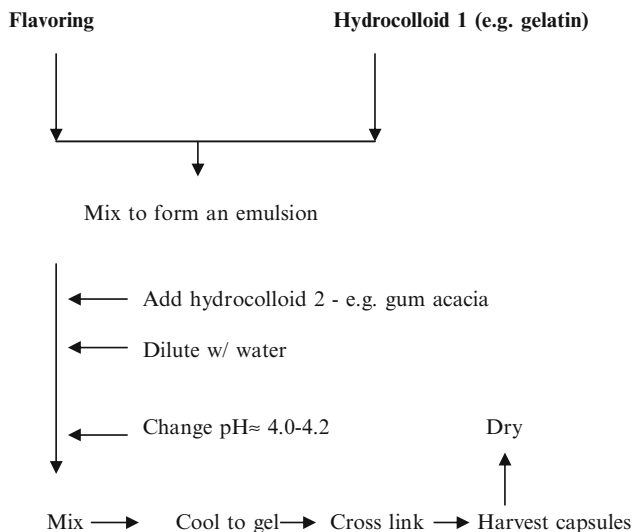 Flavoring Hydrocolloid 1 (e.g. gelatin)
Mix to form an emulsion
Add hydrocolloid 2 - e.g. gum acacia
Dilute w/ water
Change pH≈ 4.0-4.2 Dry
Mix Cool to gel Cross link Harvest capsules